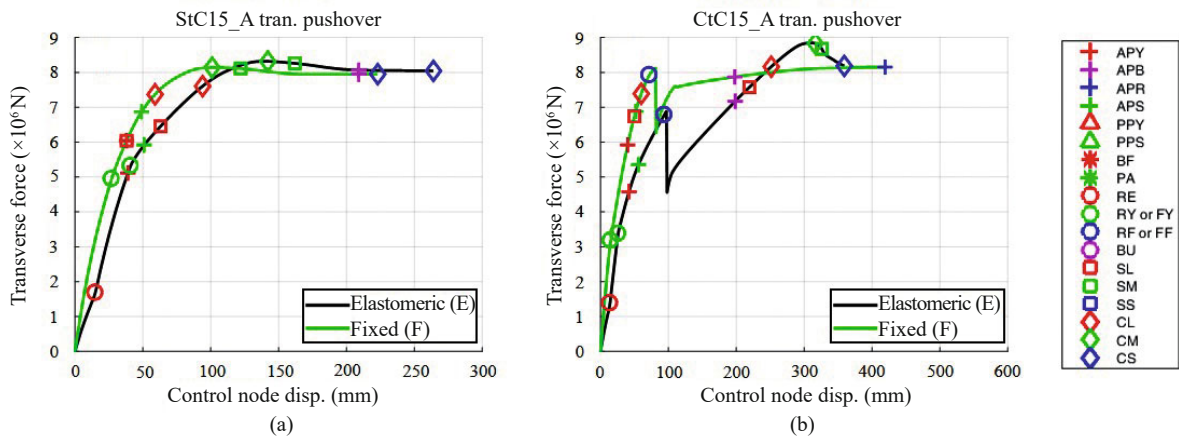 StC15_A tran. pushover
9
8
7
6
5
4
3
2
1
0
Transverse force (×10⁶ N)
Elastomeric (E)
Fixed (F)
0 50 100 150 200 250 300
Control node disp. (mm)
(a)
CtC15_A tran. pushover
9
8
7
6
5
4
3
2
1
0
Transverse force (×10⁶ N)
Elastomeric (E)
Fixed (F)
0 100 200 300 400 500 600
Control node disp. (mm)
(b)
APY
APB
APR
APS
PPY
PPS
BF
PA
RE
RY or FY
RF or FF
BU
SL
SM
SS
CL
CM
CS